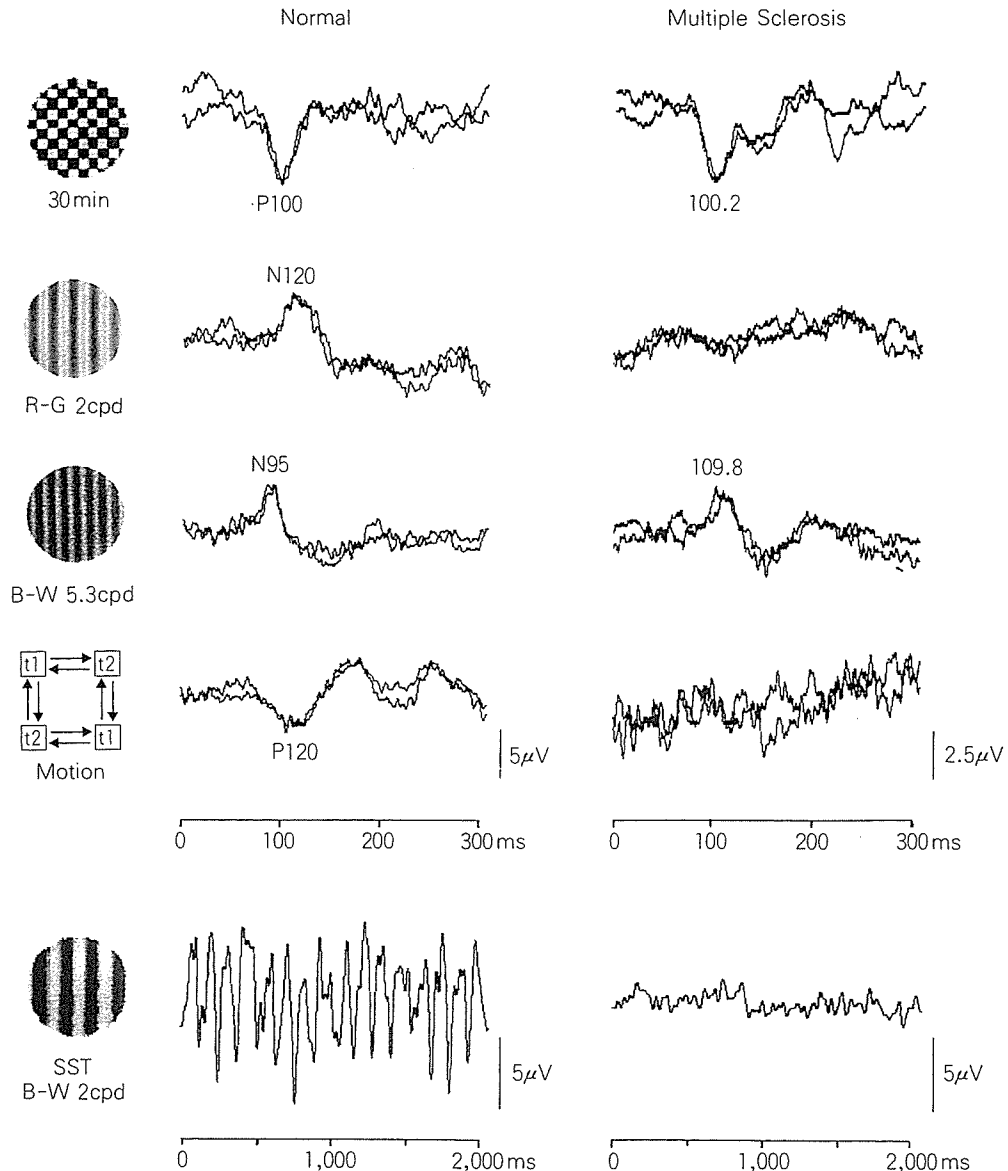 Normal
Multiple Sclerosis
30min
·P100
100.2
N120
R-G 2cpd
N95
109.8
B-W 5.3cpd
t1 t2
t2 t1
Motion
P120
5μV
2.5μV
0 100 200 300ms
0 100 200 300ms
SST
B-W 2cpd
5μV
5μV
0 1,000 2,000ms
0 1,000 2,000ms